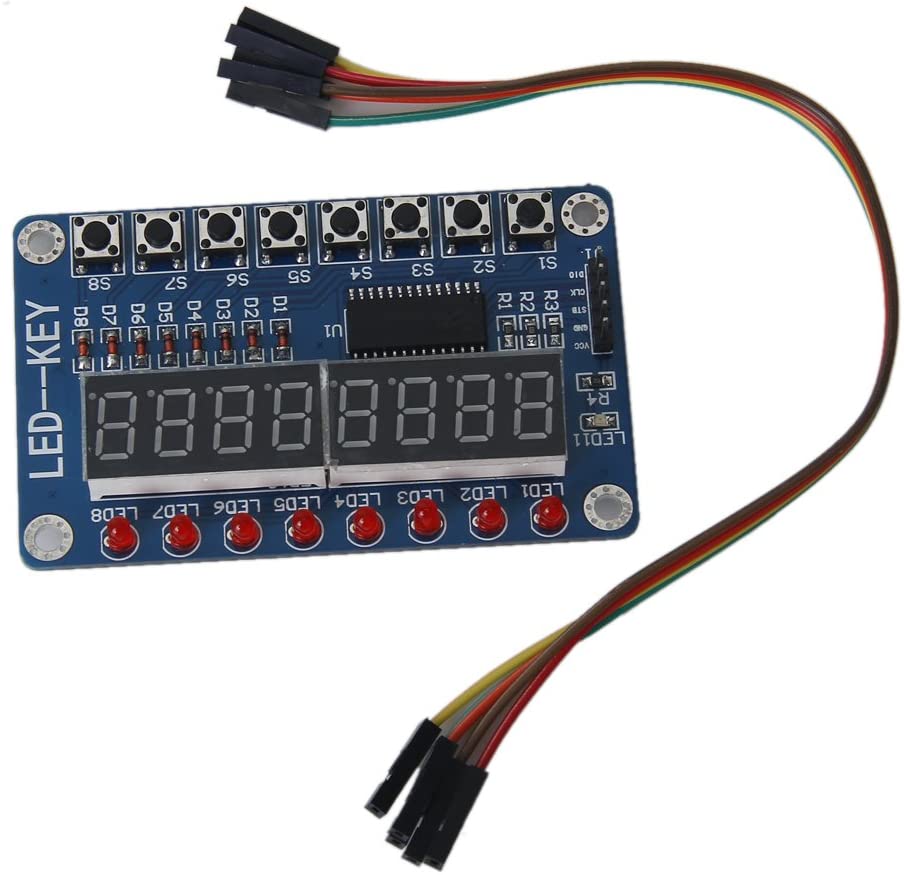 LED--KEY
S8 S7 S6 S5 S4 S3 S2 S1
D8 D7 D6 D5 D4 D3 D2 D1
U1
R1 R2 R3
DIO
CLK
STB
GND
VCC
R4
LED11
LED8 LED7 LED6 LED5 LED4 LED3 LED2 LED1